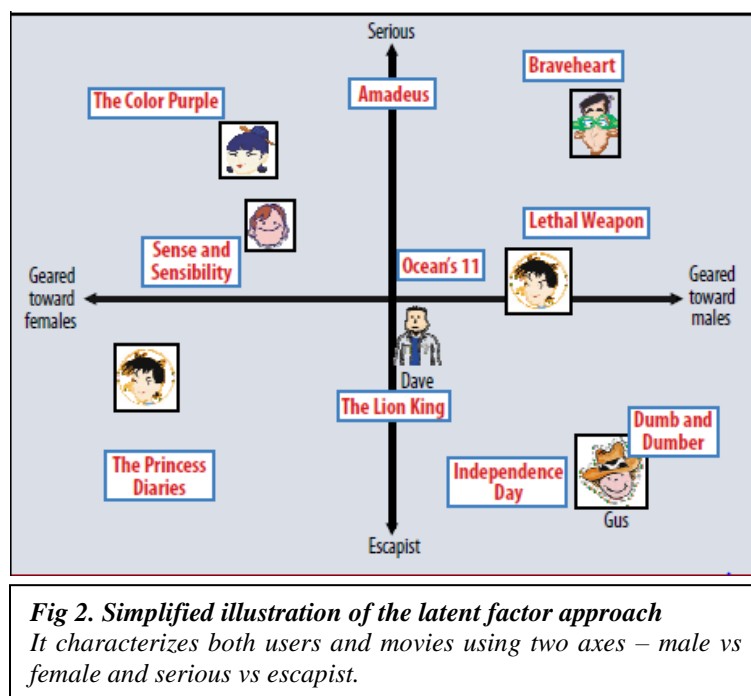 Serious
Braveheart
The Color Purple
Amadeus
Lethal Weapon
Sense and
Sensibility
Ocean's 11
Geared
toward
females
Geared
toward
males
Dave
The Lion King
Dumb and
Dumber
The Princess
Diaries
Independence
Day
Gus
Escapist
Fig 2. Simplified illustration of the latent factor approach
It characterizes both users and movies using two axes – male vs
female and serious vs escapist.